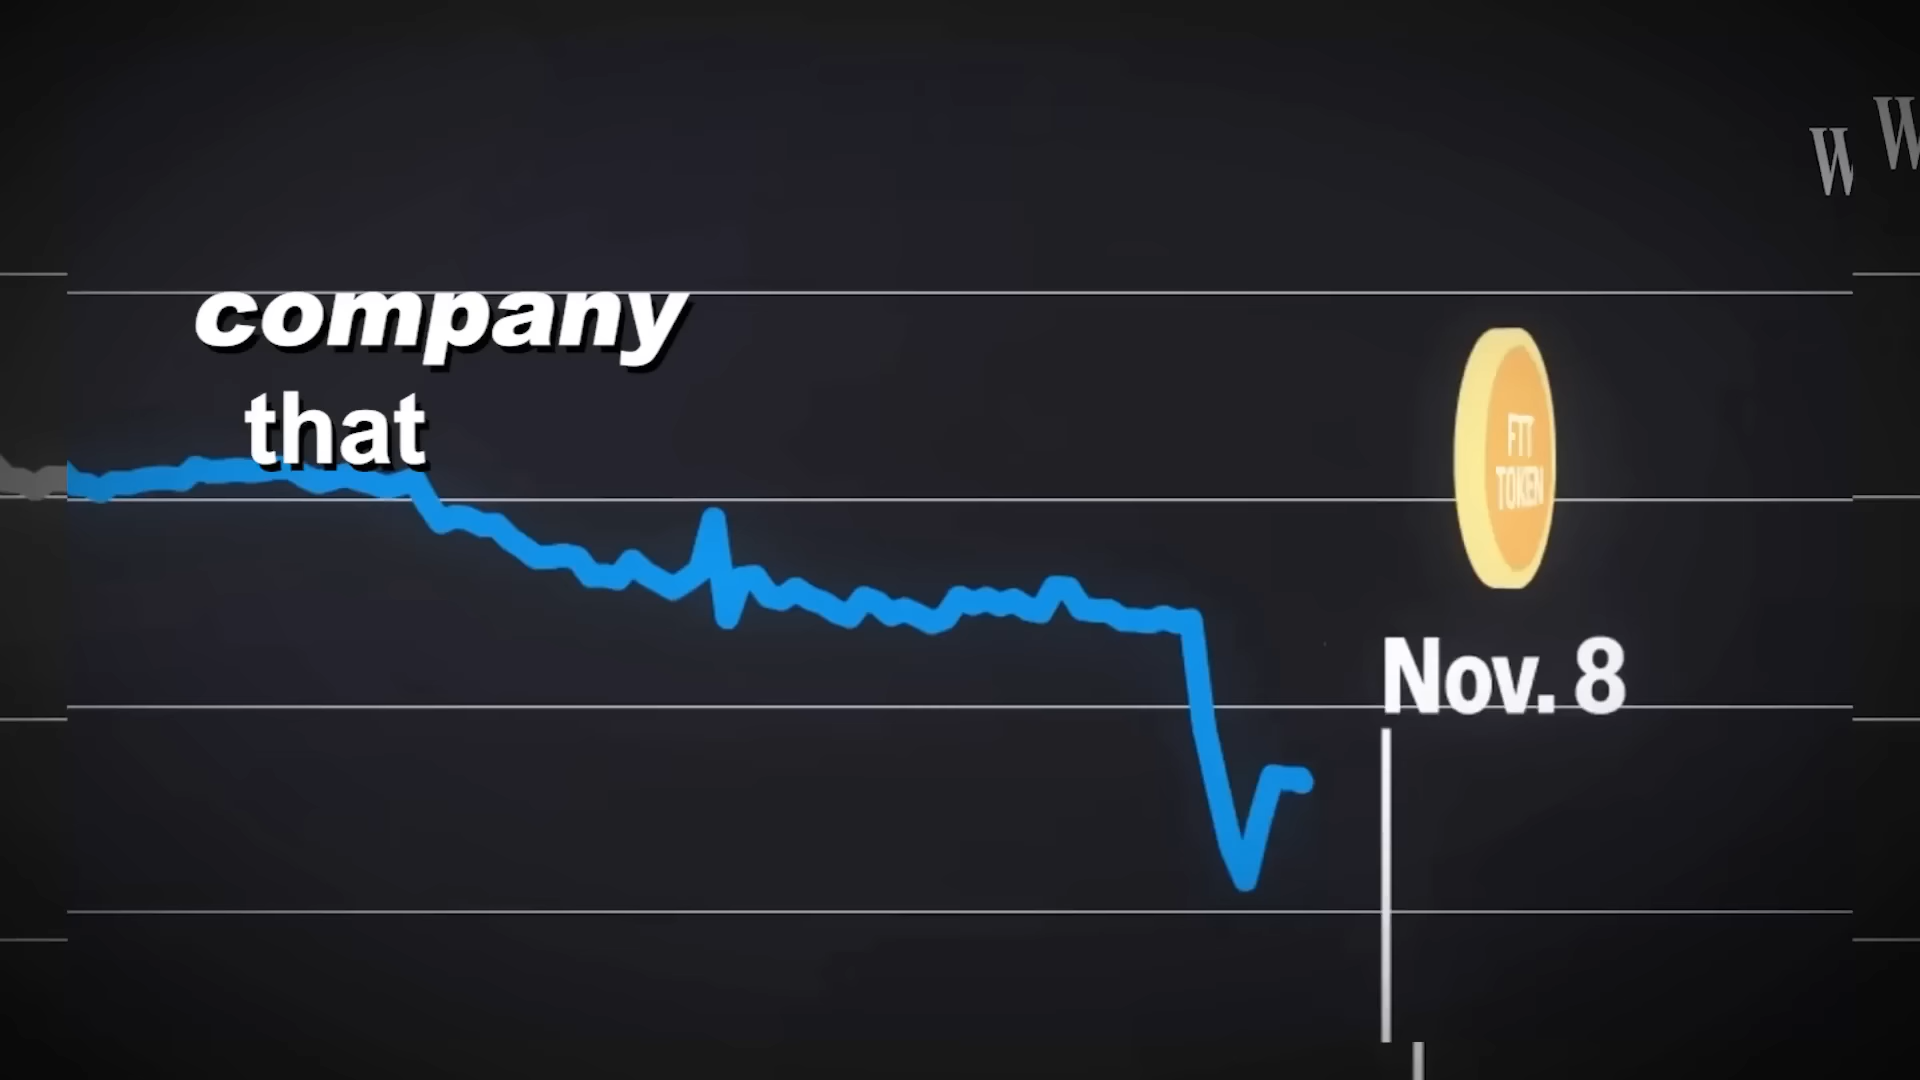 W
W
company
that
FTT
TOKEN
Nov. 8